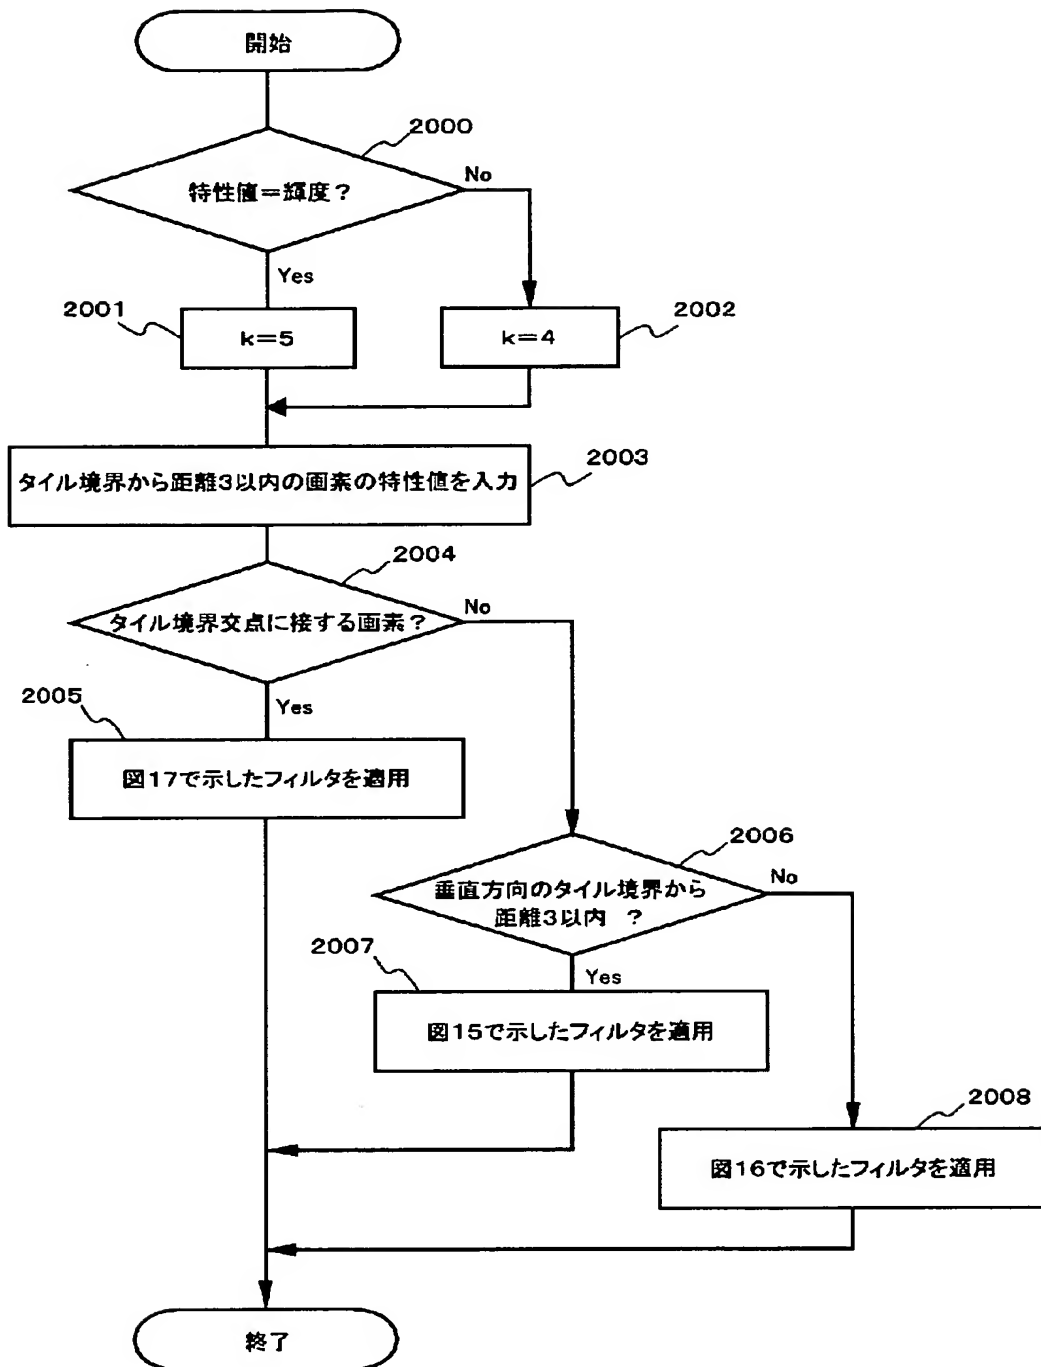 開始
2000
特性値＝輝度？
No
Yes
2001
k＝5
2002
k＝4
2003
タイル境界から距離3以内の画素の特性値を入力
2004
タイル境界交点に接する画素？
No
Yes
2005
図17で示したフィルタを適用
2006
垂直方向のタイル境界から
距離3以内　？
No
Yes
2007
図15で示したフィルタを適用
2008
図16で示したフィルタを適用
終了